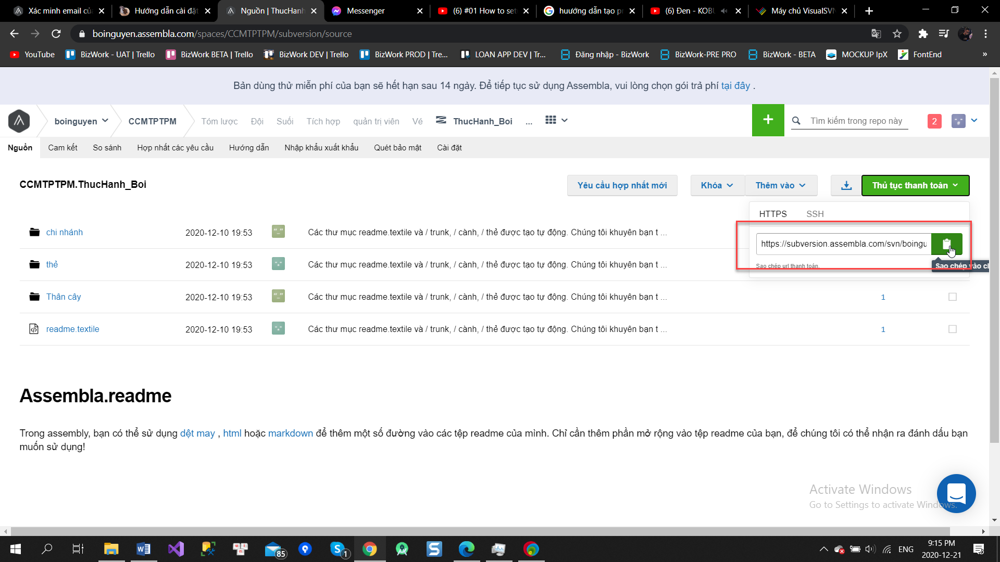 Xác minh email củ
Hướng dẫn cài đặt
Nguồn | ThucHanh
Messenger
(6) #01 How to set
huướng dẫn tạo pr
(6) Đen - KOB
Máy chủ VisualSVN
boinguyen.assembla.com/spaces/CCMTPTPM/subversion/source
YouTube
BizWork - UAT | Trello
BizWork BETA | Trello
BizWork DEV | Trello
BizWork PROD | Tre...
LOAN APP DEV | Tr...
Đăng nhập - BizWork
BizWork-PRE PRO
BizWork - BETA
MOCKUP IpX
FontEnd
»
Bản dùng thử miễn phí của bạn sẽ hết hạn sau 14 ngày. Để tiếp tục sử dụng Assembla, vui lòng chọn gói trả phí tại đây .
boinguyen
CCMTPTPM
Tóm lược
Đội
Suối
Tích hợp
quản trị viên
Vé
ThucHanh_Boi
...
+
Tìm kiếm trong repo này
2
Nguồn
Cam kết
So sánh
Hợp nhất các yêu cầu
Hướng dẫn
Nhập khẩu xuất khẩu
Quét bảo mật
Cài đặt
CCMTPTPM.ThucHanh_Boi
Yêu cầu hợp nhất mới
Khóa
Thêm vào
Thủ tục thanh toán
HTTPS
SSH
https://subversion.assembla.com/svn/boingu
Sao chép url thanh toán.
Sao chép vào cl
chi nhánh 2020-12-10 19:53 Các thư mục readme.textile và / trunk, / cành, / thẻ được tạo tự động. Chúng tôi khuyên bạn t ...
thẻ 2020-12-10 19:53 Các thư mục readme.textile và / trunk, / cành, / thẻ được tạo tự động. Chúng tôi khuyên bạn t ...
Thân cây 2020-12-10 19:53 Các thư mục readme.textile và / trunk, / cành, / thẻ được tạo tự động. Chúng tôi khuyên bạn t ... 1
readme.textile 2020-12-10 19:53 Các thư mục readme.textile và / trunk, / cành, / thẻ được tạo tự động. Chúng tôi khuyên bạn t ... 1
Assembla.readme
Trong assembly, bạn có thể sử dụng dệt may , html hoặc markdown để thêm một số đường vào các tệp readme của mình. Chỉ cần thêm phần mở rộng vào tệp readme của bạn, để chúng tôi có thể nhận ra đánh dấu bạn
muốn sử dụng!
Activate Windows
Go to Settings to activate Windows.
85
1
ENG
9:15 PM
2020-12-21